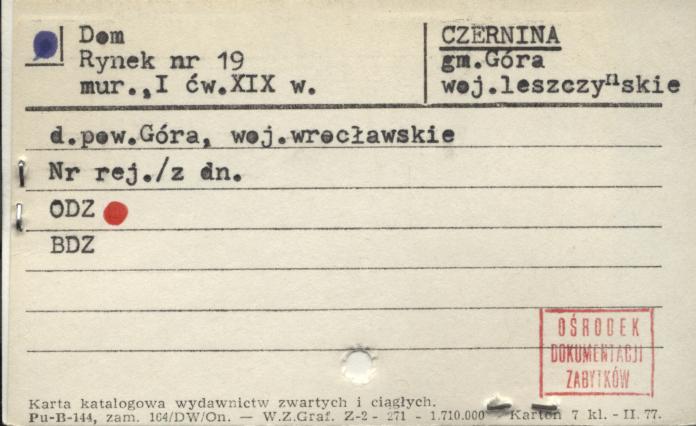 Dom
Rynek nr 19
mur.,I ćw.XIX w.
CZERNINA
gm.Góra
woj.leszczyńskie
d.pow.Góra, woj.wrocławskie
Nr rej./z dn.
ODZ
BDZ
OŚRODEK
DOKUMENTACJI
ZABYTKÓW
Karta katalogowa wydawnictw zwartych i ciągłych.
Pu-B-144, zam. 164/DW/On. — W.Z.Graf. Z-2 - 271 - 1.710.000 Karton 7 kl. - II. 77.